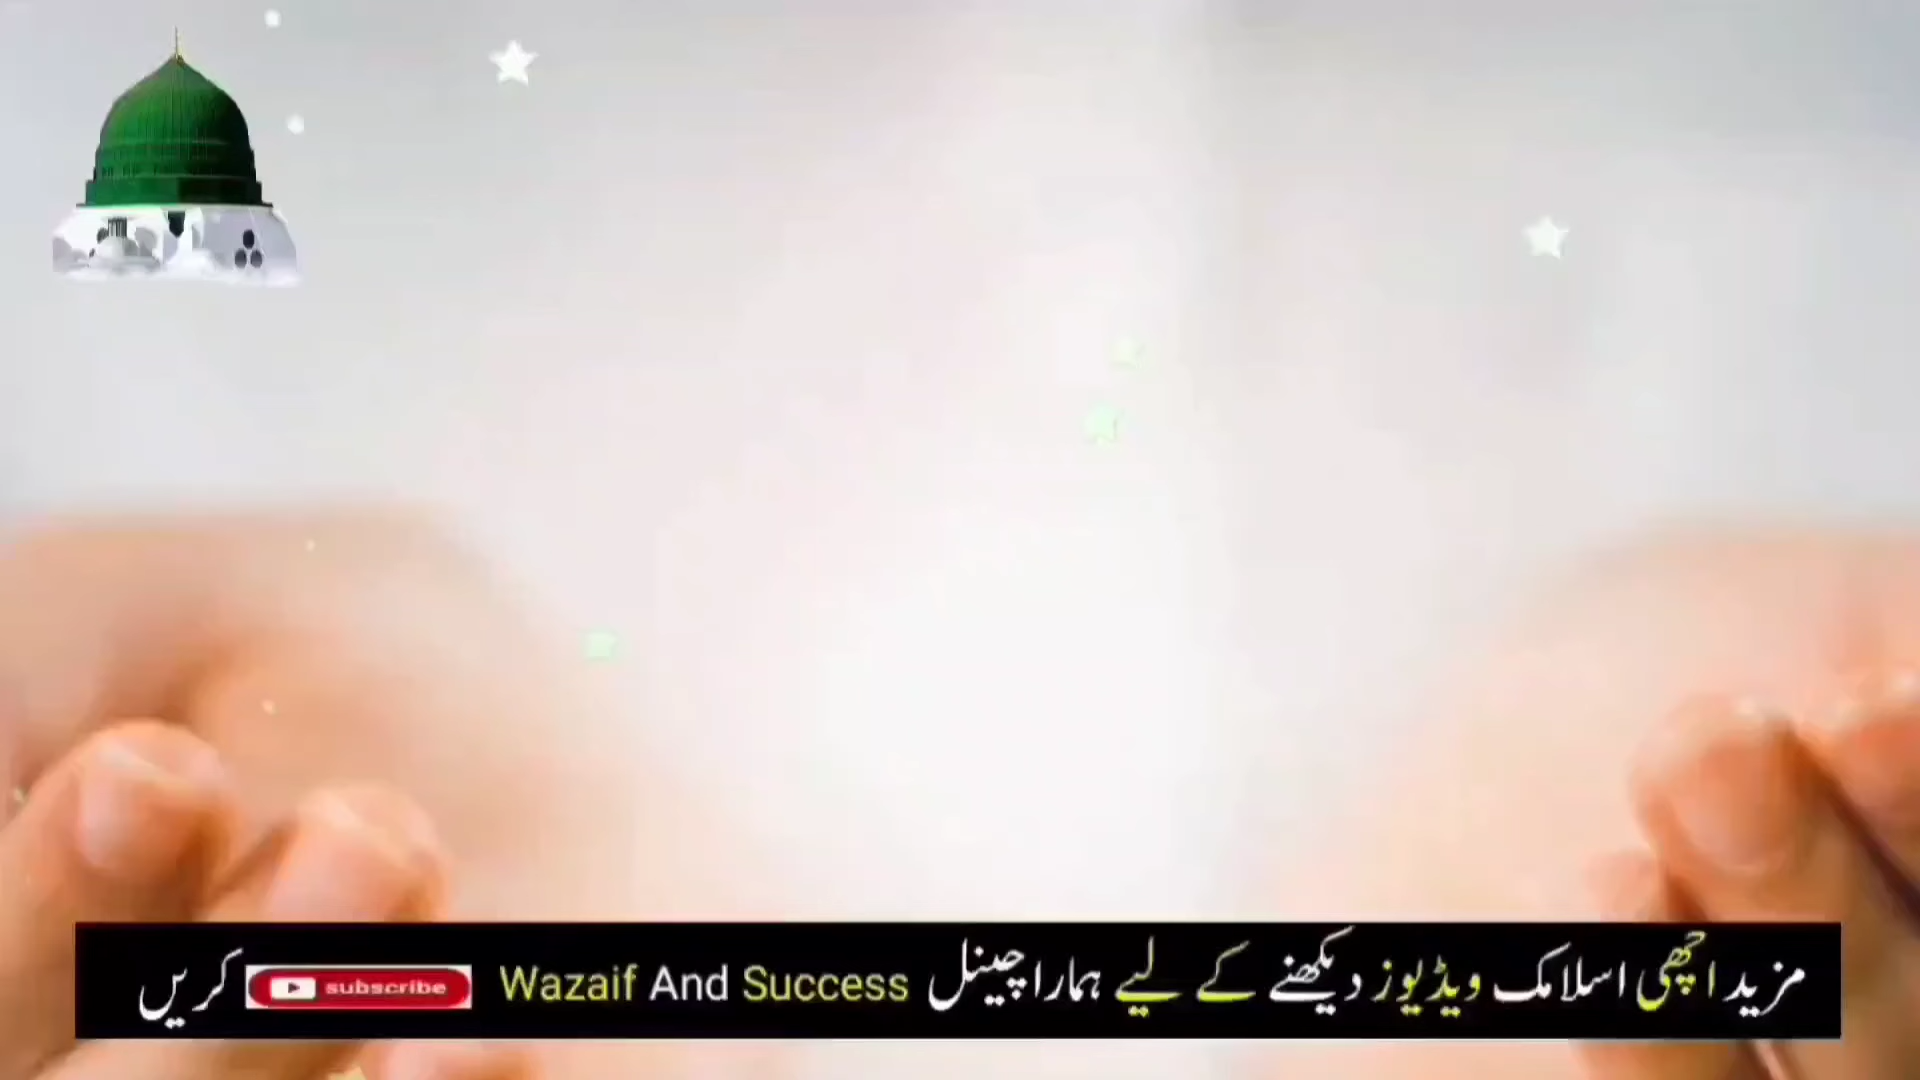 مزید اچھی اسلامک ویڈیوز دیکھنے کے لیے ہمارا چینل Wazaif And Success subscribe کریں